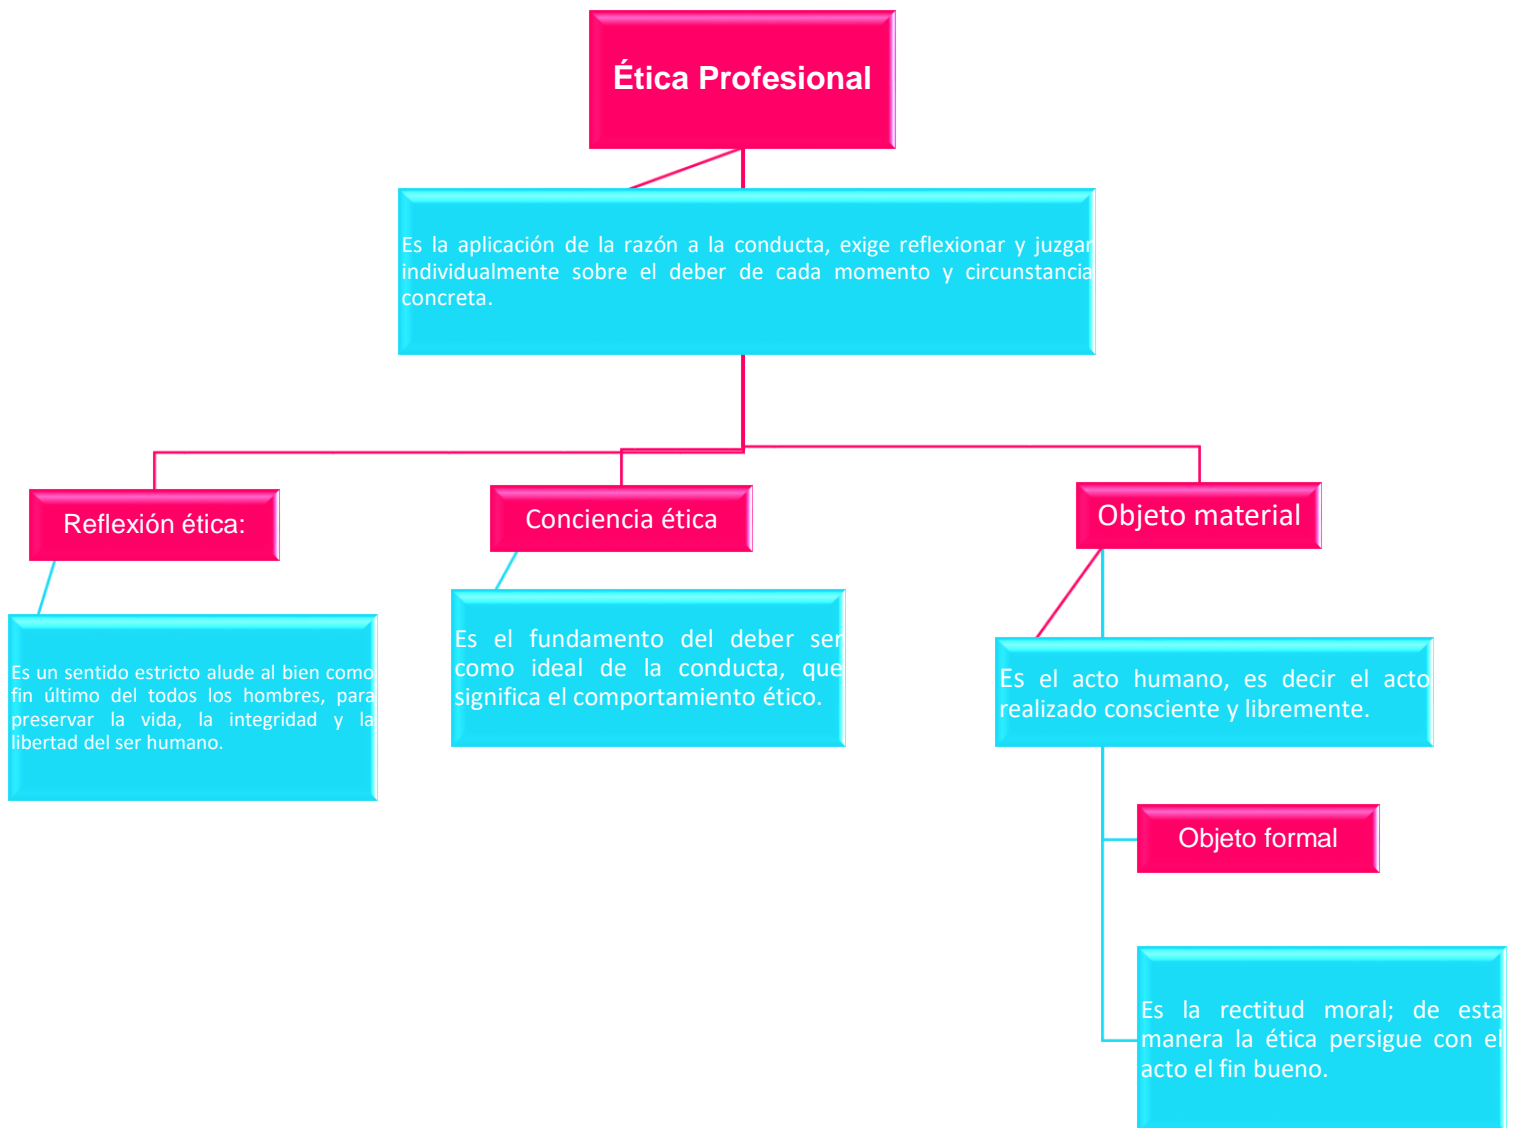 Ética Profesional
Es la aplicación de la razón a la conducta, exige reflexionar y juzgar
individualmente sobre el deber de cada momento y circunstancia
concreta.
Reflexión ética:
Es un sentido estricto alude al bien como
fin último del todos los hombres, para
preservar la vida, la integridad y la
libertad del ser humano.
Conciencia ética
Es el fundamento del deber ser
como ideal de la conducta, que
significa el comportamiento ético.
Objeto material
Es el acto humano, es decir el acto
realizado consciente y libremente.
Objeto formal
Es la rectitud moral; de esta
manera la ética persigue con el
acto el fin bueno.